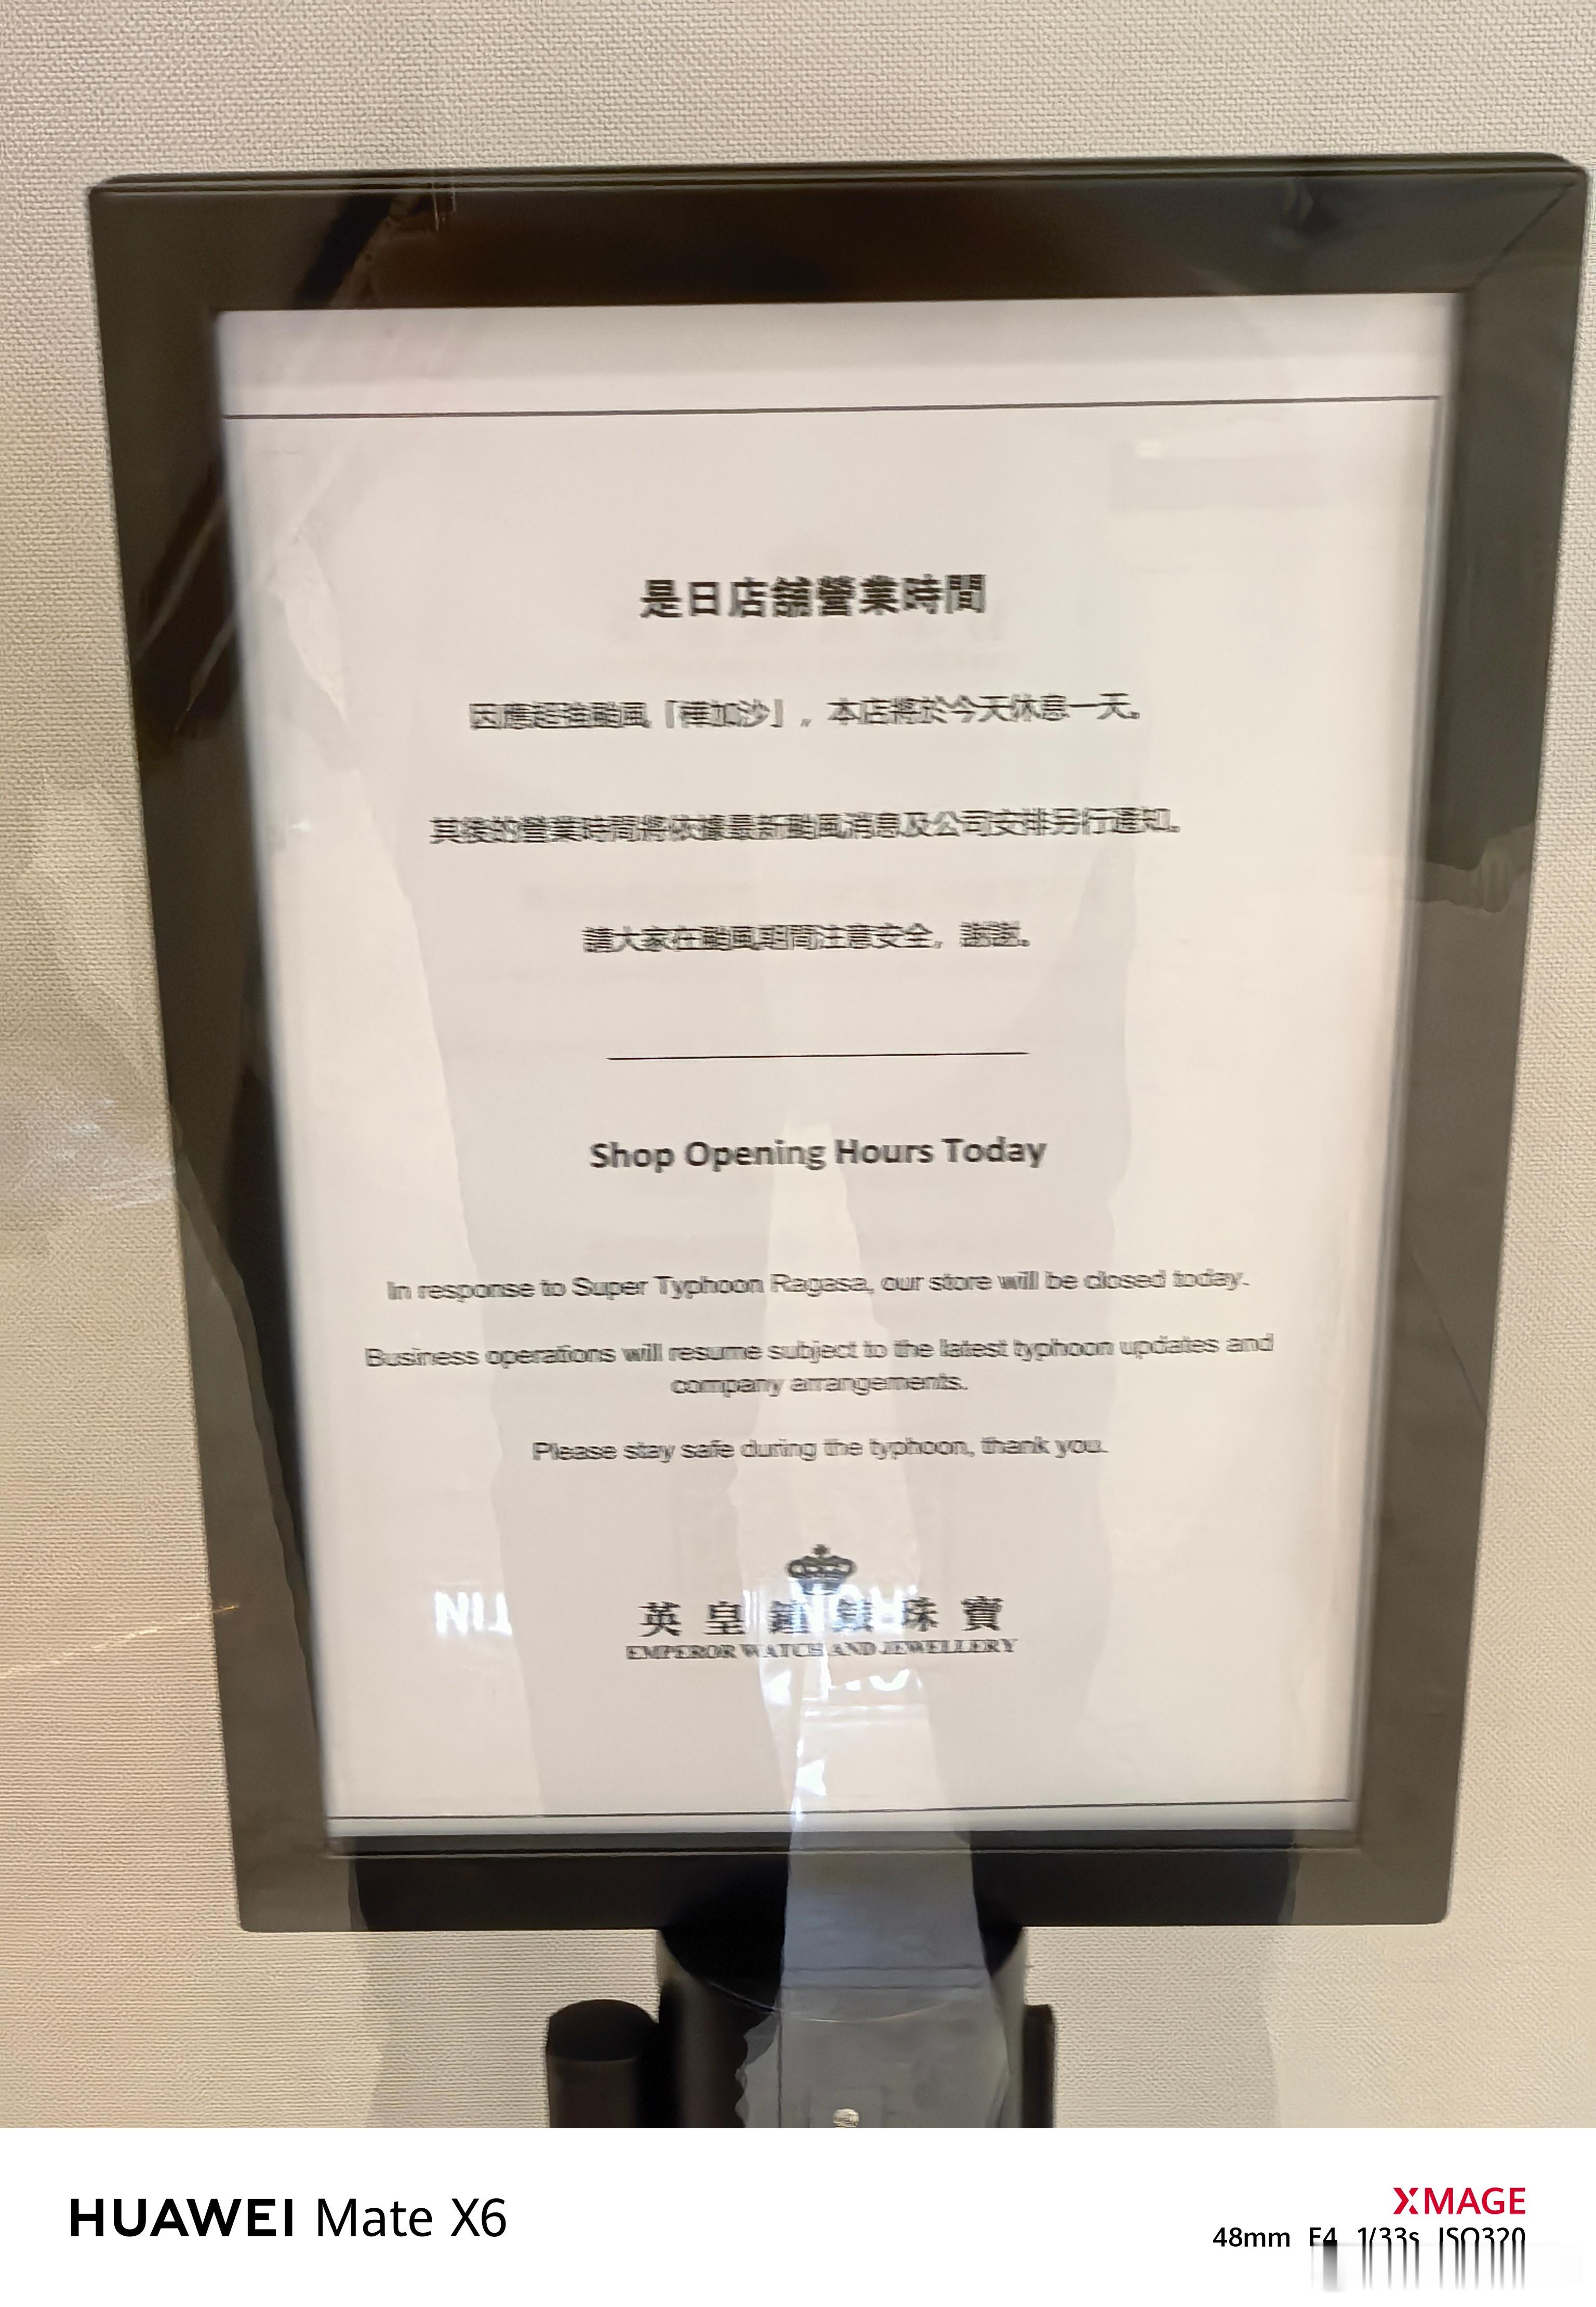 是日店舖營業時間
因應超強颱風「樺加沙」，本店將於今天休息一天。
其後的營業時間將依據最新颱風消息及公司安排另行通知。
請大家在颱風期間注意安全，謝謝。
Shop Opening Hours Today
In response to Super Typhoon Ragasa, our store will be closed today.
Business operations will resume subject to the latest typhoon updates and
company arrangements.
Please stay safe during the typhoon, thank you.
英皇鐘錶珠寶
EMPEROR WATCH AND JEWELLERY
HUAWEI Mate X6
XMAGE
48mm F4 1/33s ISO320